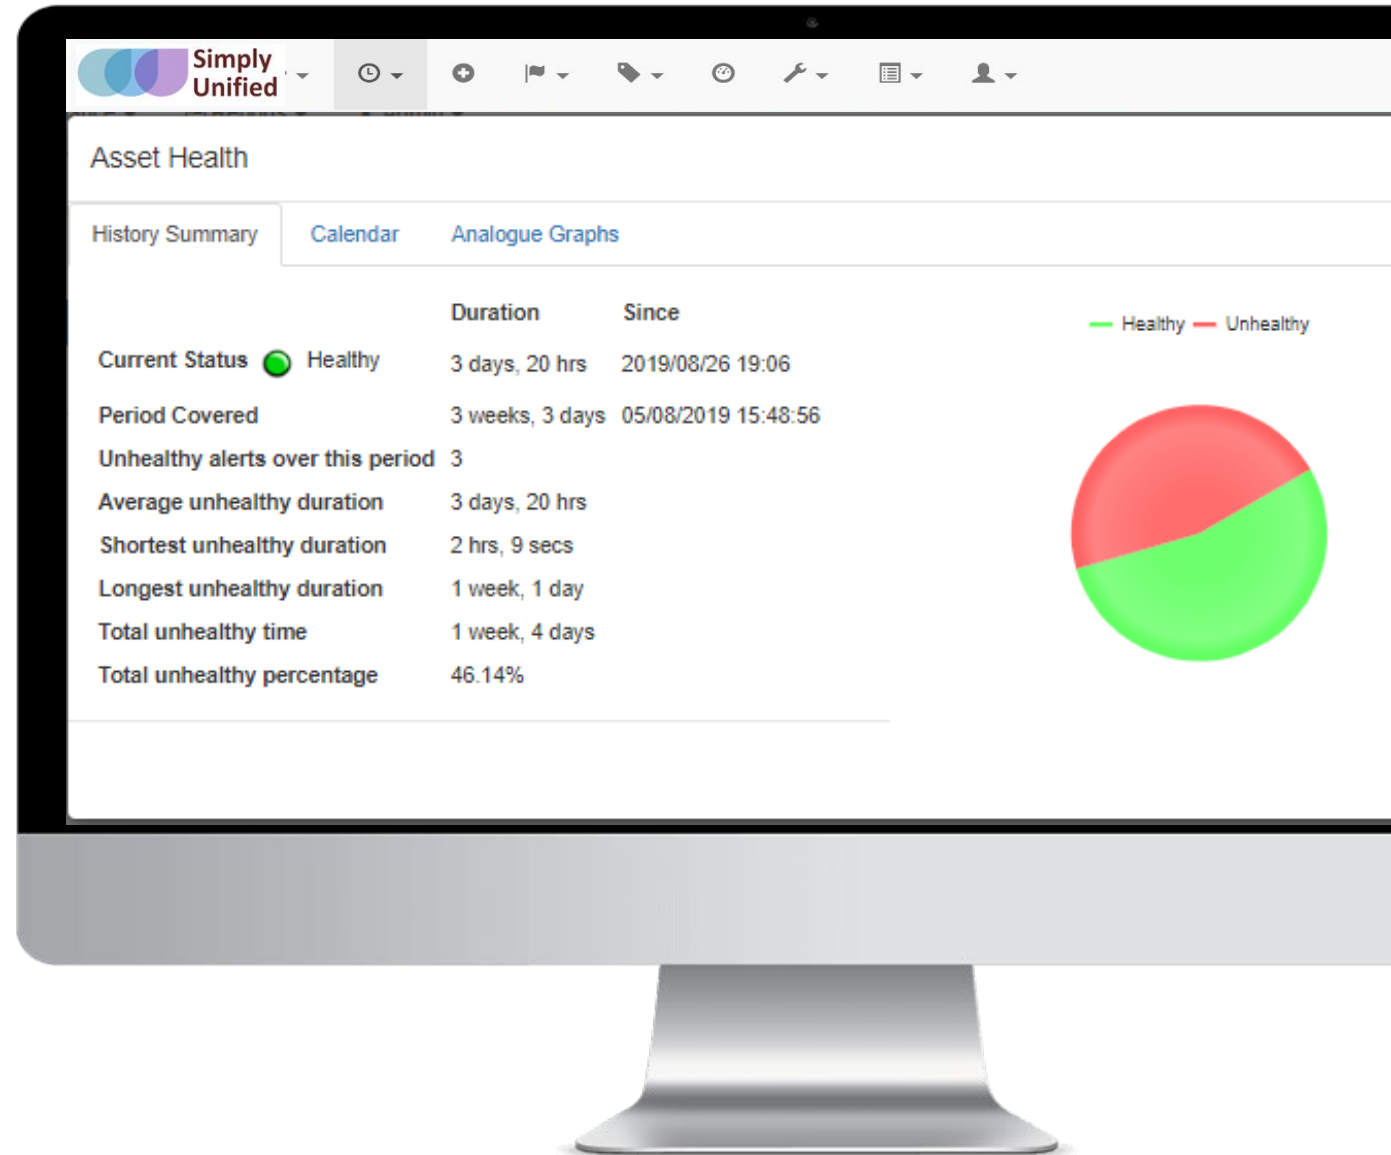 Simply
Unified
Asset Health
History Summary Calendar Analogue Graphs
Duration Since
Current Status Healthy 3 days, 20 hrs 2019/08/26 19:06
Period Covered 3 weeks, 3 days 05/08/2019 15:48:56
Unhealthy alerts over this period 3
Average unhealthy duration 3 days, 20 hrs
Shortest unhealthy duration 2 hrs, 9 secs
Longest unhealthy duration 1 week, 1 day
Total unhealthy time 1 week, 4 days
Total unhealthy percentage 46.14%
Healthy Unhealthy